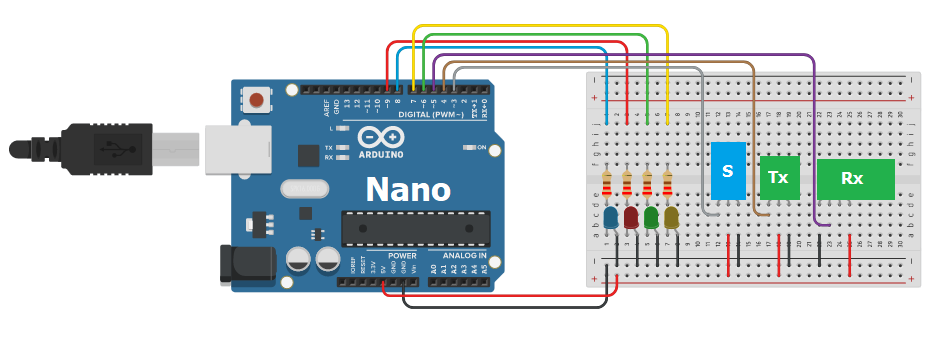 AREF
GND
13
12
~11
~10
~9
8
7
~6
~5
4
~3
2
TX→1
RX←0
DIGITAL (PWM~)
L
TX
RX
ARDUINO
ON
Nano
POWER
ANALOG IN
IOREF
RESET
3.3V
5V
GND
GND
Vin
A0
A1
A2
A3
A4
A5
S
Tx
Rx